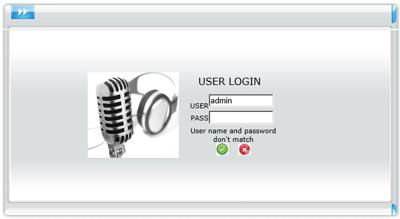 USER LOGIN
USER admin
PASS
User name and password
don't match